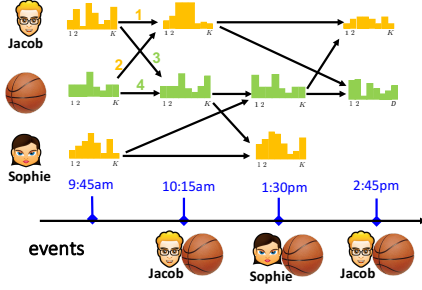 1
Jacob
1 2 K
1 2 K
1 2 K
2
3
4
1 2 K
1 2 K
1 2 K
1 2 D
Sophie
1 2 K
1 2 K
9:45am
10:15am
1:30pm
2:45pm
events
Jacob
Sophie
Jacob